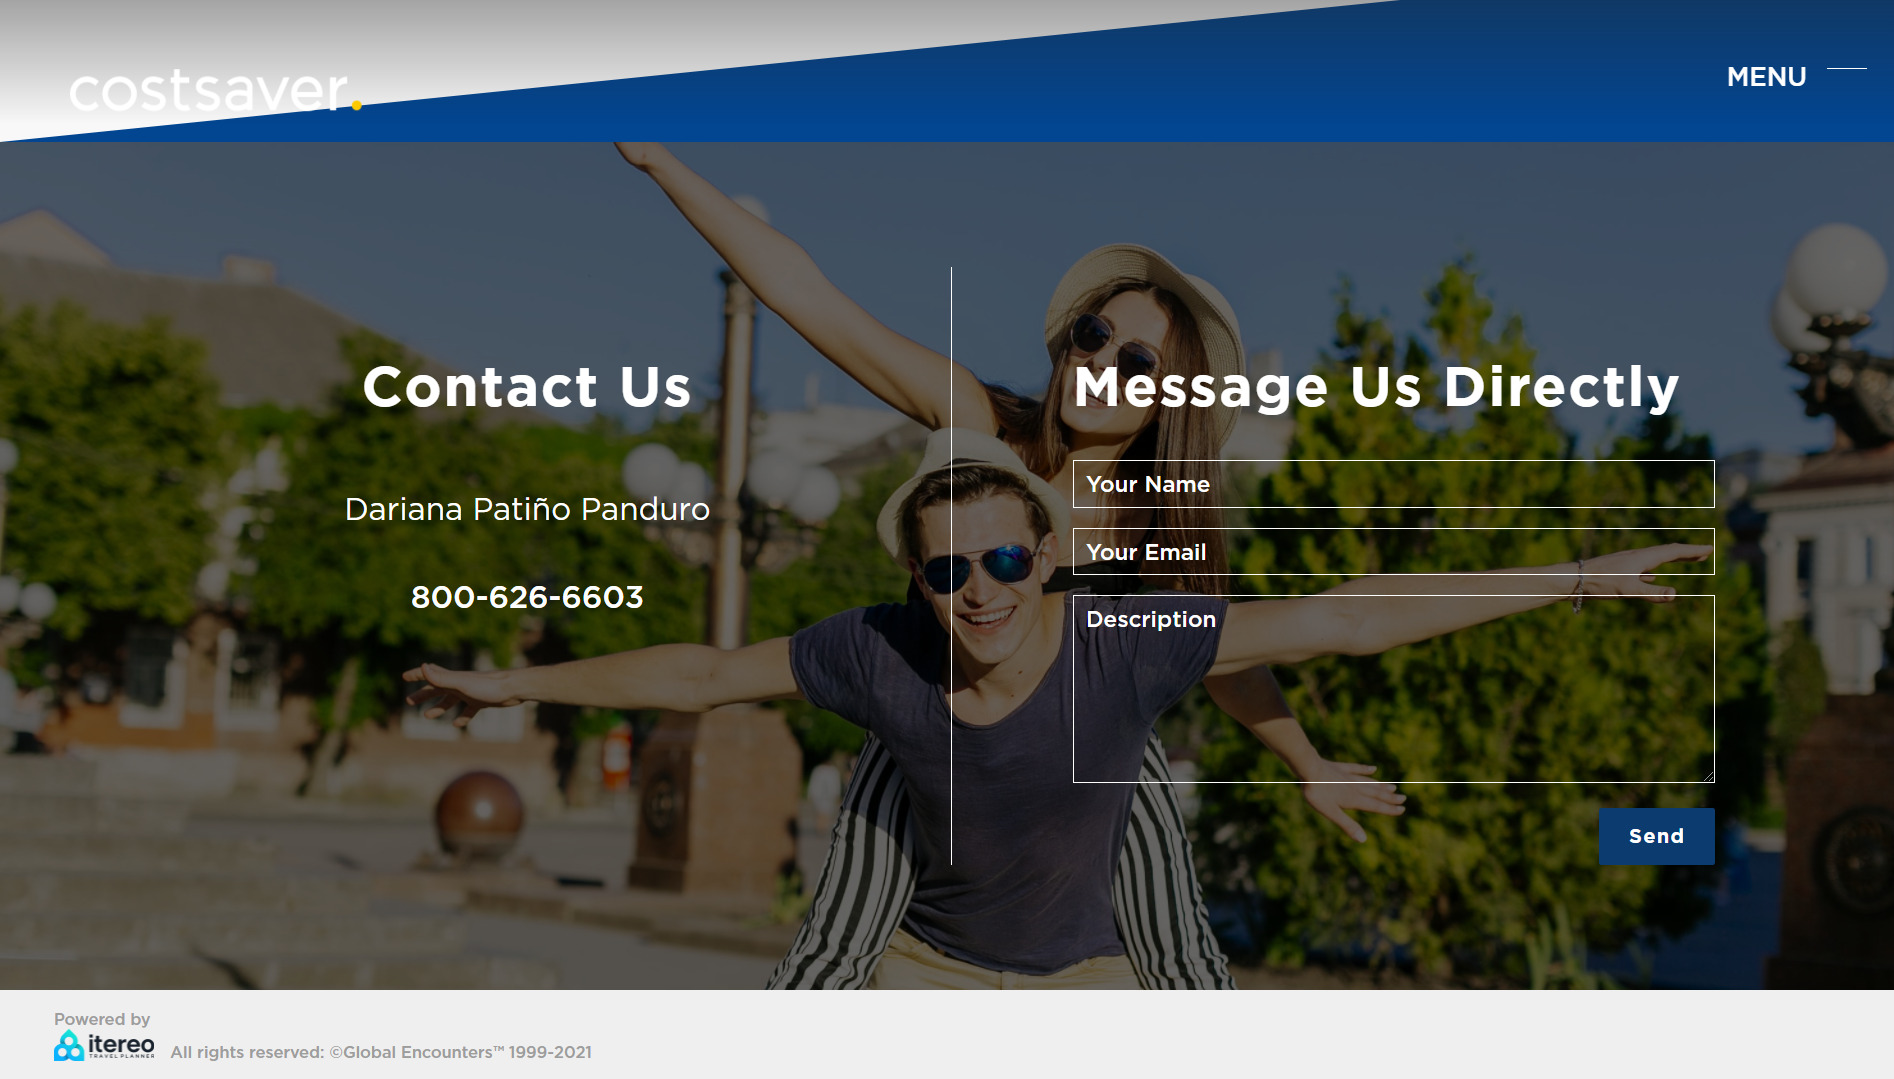 costsaver.
MENU
Contact Us
Dariana Patiño Panduro
800-626-6603
Message Us Directly
Your Name
Your Email
Description
Send
Powered by
itereo
TRAVEL PLANNER
All rights reserved: ©Global Encounters™ 1999-2021